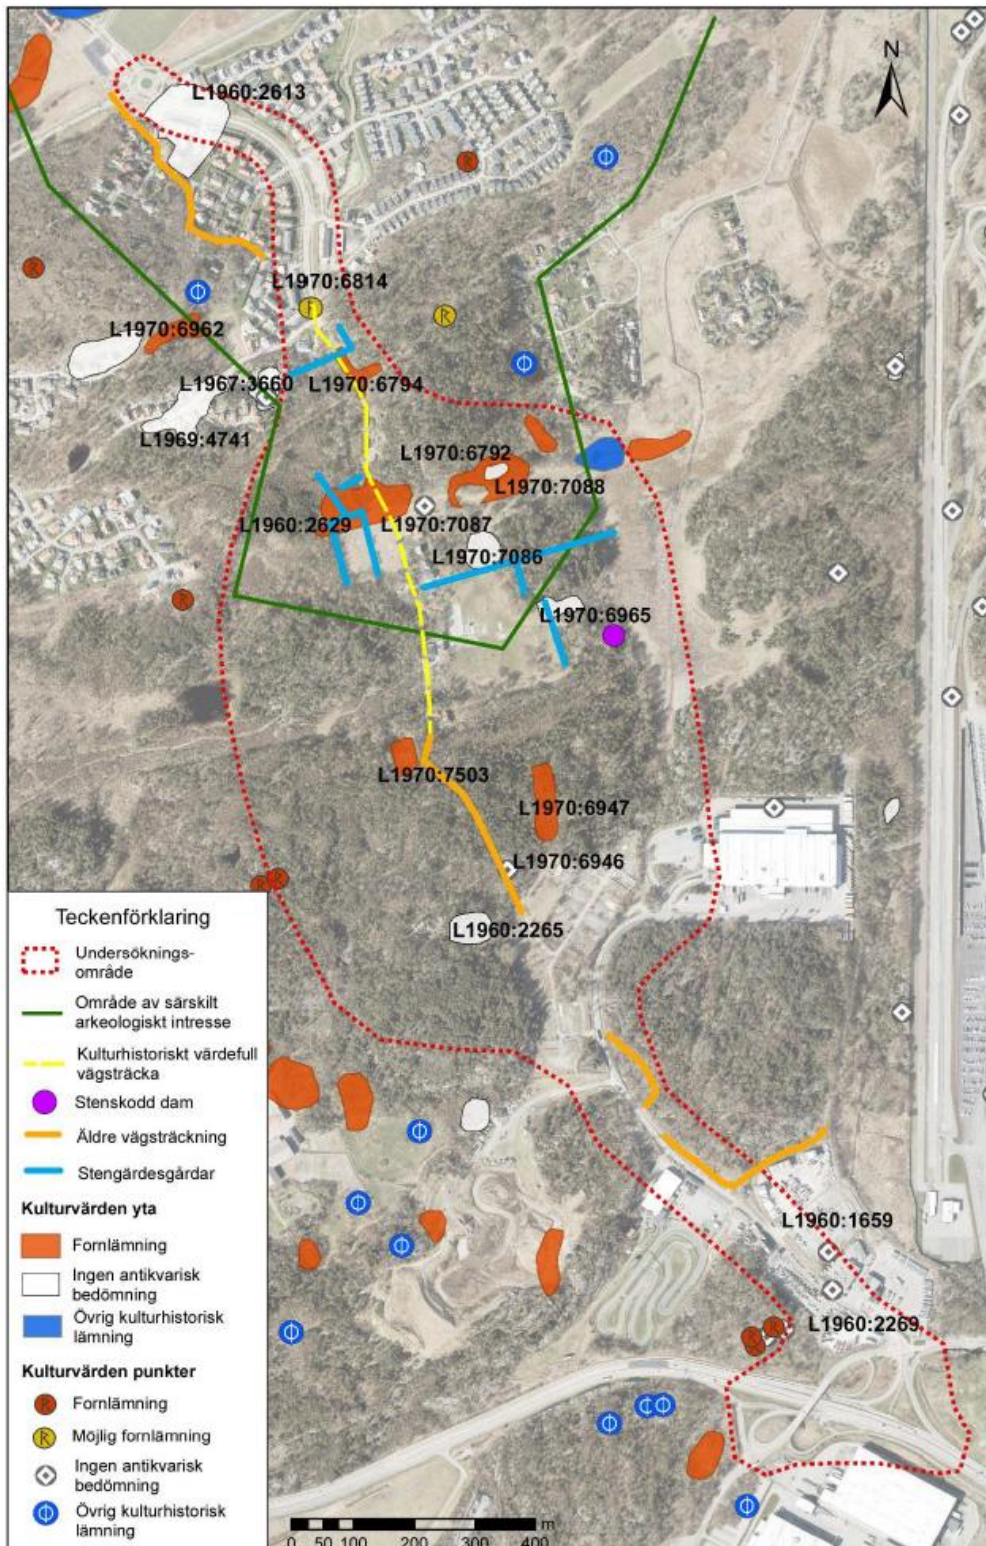 N
L1960:2613
L1970:6814
L1970:6962
L1967:3660
L1970:6794
L1969:4741
L1970:6792
L1970:7088
L1960:2629
L1970:7087
L1970:7086
L1970:6965
L1970:7503
L1970:6947
L1970:6946
L1960:2265
L1960:1659
L1960:2269
Teckenförklaring
Undersöknings-
område
Område av särskilt
arkeologiskt intresse
Kulturhistoriskt värdefull
vägsträcka
Stenskodd dam
Äldre vägsträckning
Stengärdesgårdar
Kulturvärden yta
Fornlämning
Ingen antikvarisk
bedömning
Övrig kulturhistorisk
lämning
Kulturvärden punkter
Fornlämning
Möjlig fornlämning
Ingen antikvarisk
bedömning
Övrig kulturhistorisk
lämning
m
0 50 100 200 300 400